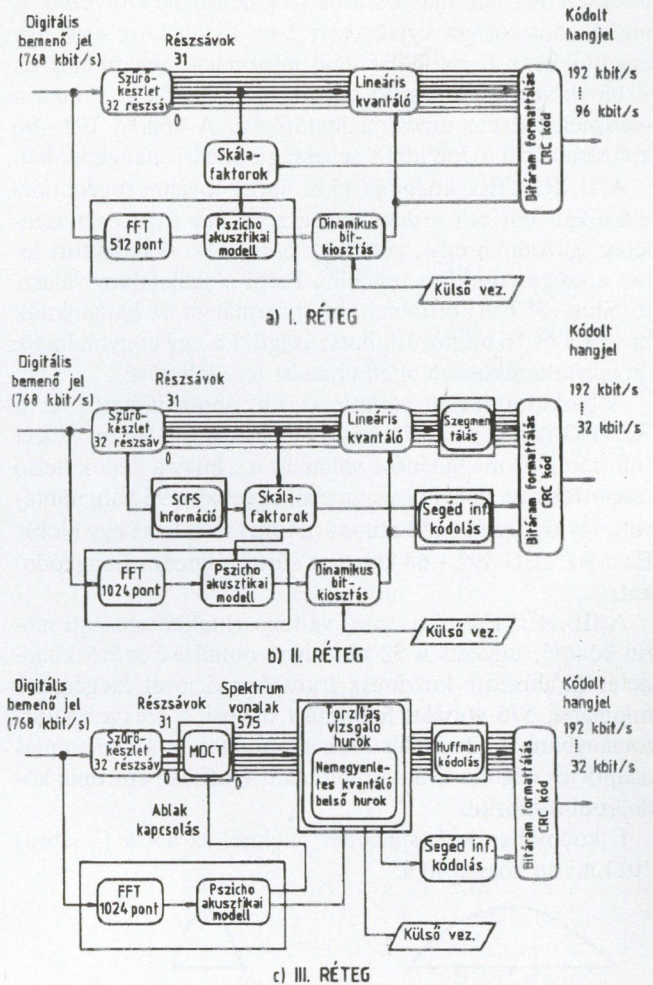 Digitális
bemenő jel
(768 kbit/s)
Részsávok
31
0
Szűrő-
készlet
32 részsáv
Lineáris
kvantáló
Bitáram formattálás
CRC kód
Kódolt
hangjel
192 kbit/s
96 kbit/s
Skála-
faktorok
FFT
512 pont
Pszicho
akusztikai
modell
Dinamikus
bit-
kiosztás
Külső vez.
a) I. RÉTEG
Digitális
bemenő jel
(768 kbit/s)
Részsávok
31
0
Szűrő-
készlet
32 részsáv
Lineáris
kvantáló
Szegmen
tálás
Bitáram formattálás
CRC kód
Kódolt
hangjel
192 kbit/s
32 kbit/s
SCFS
Információ
Skála-
faktorok
Segéd inf.
kódolás
FFT
1024 pont
Pszicho
akusztikai
modell
Dinamikus
bit-
kiosztás
Külső vez.
b) II. RÉTEG
Digitális
bemenő jel
(768 kbit/s)
Részsávok
31
0
Spektrum
vonalak
575
Szűrő-
készlet
32 részsáv
MDCT
Torzítás
vizsgáló
hurok
Nemegyenle-
tes kvantáló
belső hurok
Huffman
kódolás
Bitáram formattálás
CRC kód
Kódolt
hangjel
192 kbit/s
32 kbit/s
Ablak
kapcsolás
Segéd inf.
kódolás
FFT
1024 pont
Pszicho
akusztikai
modell
Külső vez.
c) III. RÉTEG